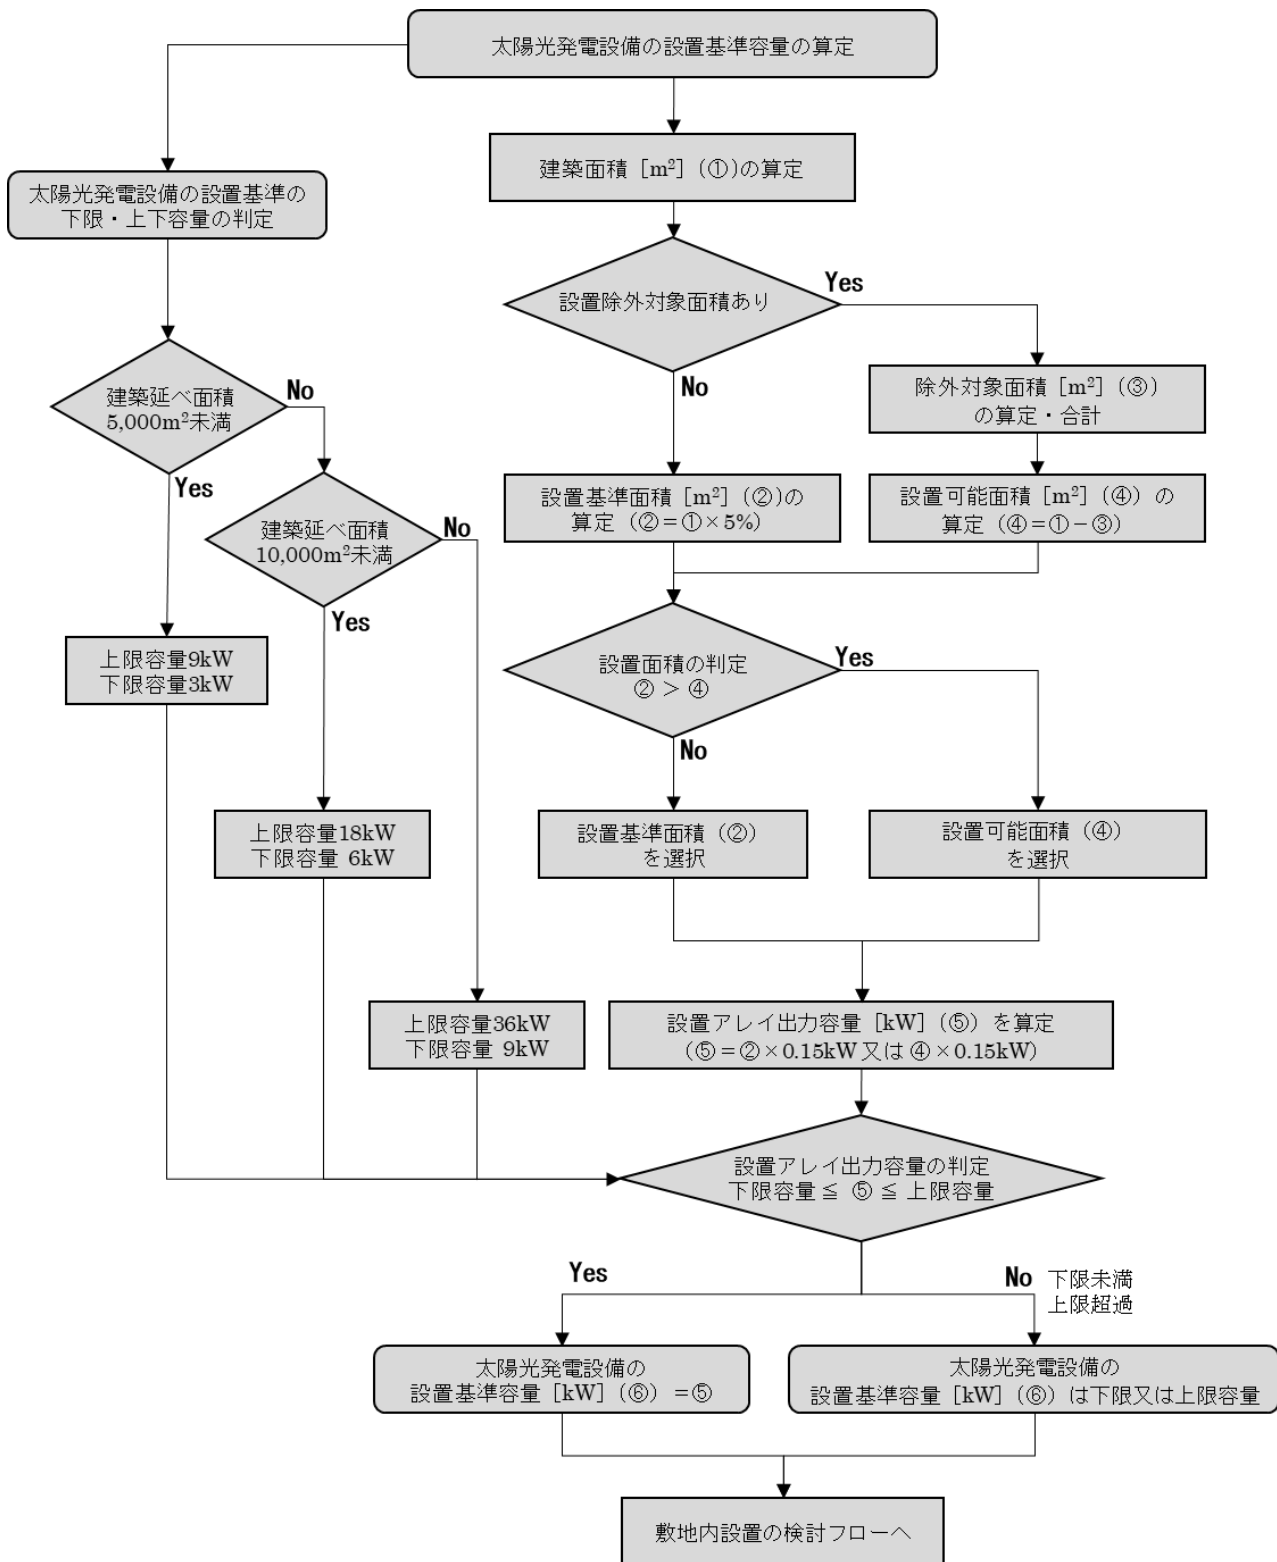 太陽光発電設備の設置基準容量の算定
建築面積［m²］（①）の算定
太陽光発電設備の設置基準の
下限・上下容量の判定
設置除外対象面積あり
Yes
No
建築延べ面積
5,000m²未満
No
Yes
除外対象面積［m²］（③）
の算定・合計
設置基準面積［m²］（②）の
算定（②＝①×5%）
設置可能面積［m²］（④）の
算定（④＝①－③）
建築延べ面積
10,000m²未満
No
Yes
上限容量9kW
下限容量3kW
設置面積の判定
② > ④
Yes
No
上限容量18kW
下限容量 6kW
設置基準面積（②）
を選択
設置可能面積（④）
を選択
上限容量36kW
下限容量 9kW
設置アレイ出力容量［kW］（⑤）を算定
（⑤＝②×0.15kW 又は ④×0.15kW）
設置アレイ出力容量の判定
下限容量 ≦ ⑤ ≦ 上限容量
Yes
No 下限未満
上限超過
太陽光発電設備の
設置基準容量［kW］（⑥）＝⑤
太陽光発電設備の
設置基準容量［kW］（⑥）は下限又は上限容量
敷地内設置の検討フローへ